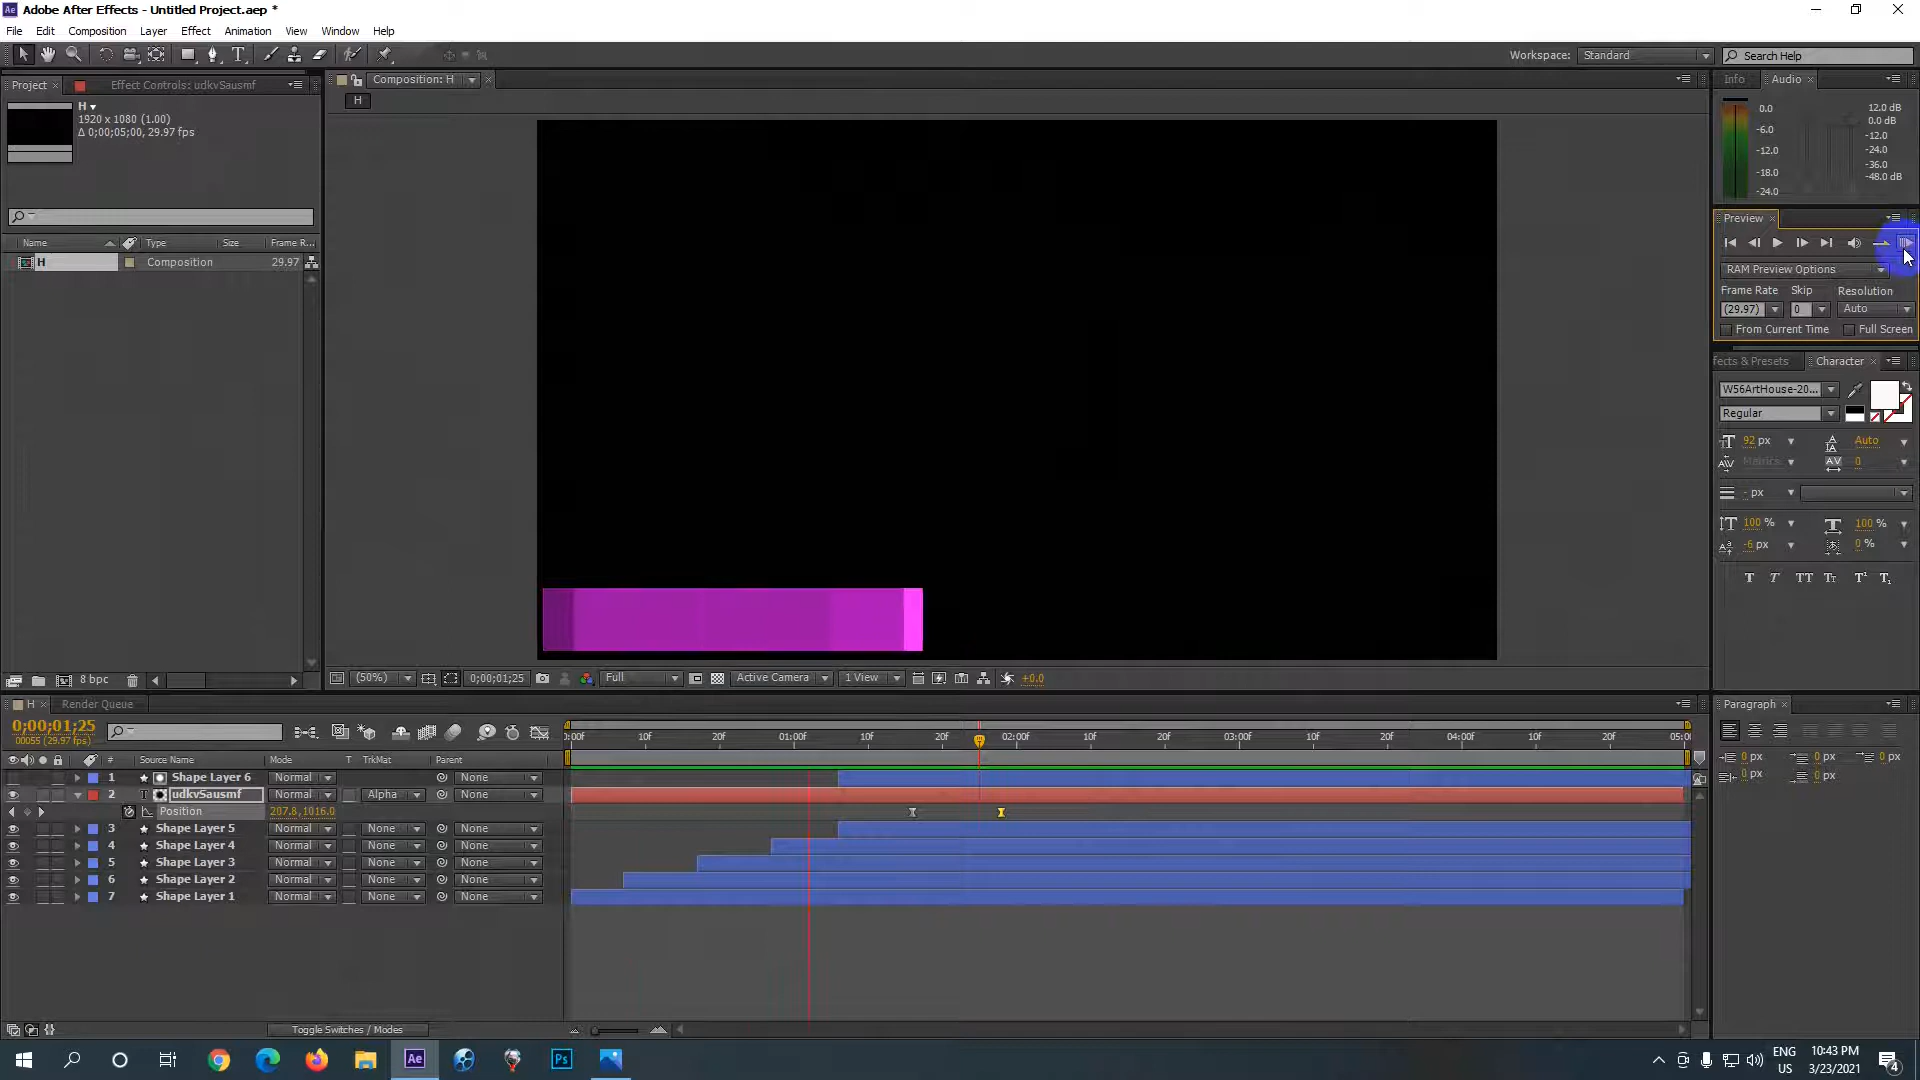 Adobe After Effects - Untitled Project.aep *
File Edit Composition Layer Effect Animation View Window Help
Workspace: Standard Search Help
Project Effect Controls: udkvSausmf Composition: H Info Audio
H
H
1920 x 1080 (1.00)
Δ 0;00;05;00, 29.97 fps
0.0 12.0 dB
0.0 dB
-6.0
-12.0
-12.0 -24.0
-36.0
-18.0
-48.0 dB
-24.0
Preview
Name Type Size Frame R...
H Composition 29.97
RAM Preview Options
Frame Rate Skip Resolution
(29.97) 0 Auto
From Current Time Full Screen
fects & Presets Character
W56ArtHouse-20...
Regular
92 px Auto
Metrics 0
- px
100 % 100 %
-6 px 0 %
T T TT Tr T¹ T₁
8 bpc (50%) 0;00;01;25 Full Active Camera 1 View +0.0
H Render Queue Paragraph
0;00;01;25
00055 (29.97 fps)
0:00f 10f 20f 01:00f 10f 20f 02:00f 10f 20f 03:00f 10f 20f 04:00f 10f 20f 05:0
# Source Name Mode T TrkMat Parent
1 Shape Layer 6 Normal None
2 T udkvSausmf Normal Alpha None
Position 207.8,1016.0
3 Shape Layer 5 Normal None None
4 Shape Layer 4 Normal None None
5 Shape Layer 3 Normal None None
6 Shape Layer 2 Normal None None
7 Shape Layer 1 Normal None None
0 px 0 px 0 px
0 px 0 px
Toggle Switches / Modes
Ae Ps
ENG 10:43 PM
US 3/23/2021
4